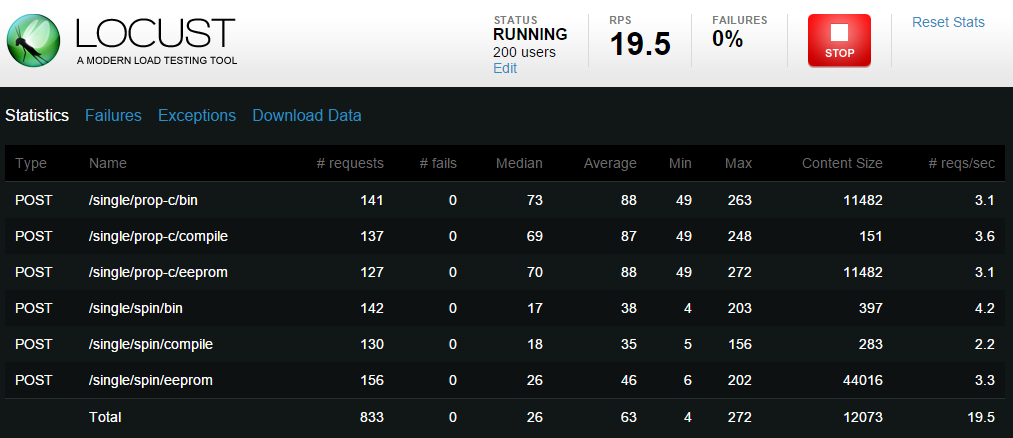 LOCUST
A MODERN LOAD TESTING TOOL
STATUS
RUNNING
200 users
Edit
RPS
19.5
FAILURES
0%
STOP
Reset Stats
Statistics Failures Exceptions Download Data
Type Name # requests # fails Median Average Min Max Content Size # reqs/sec
POST /single/prop-c/bin 141 0 73 88 49 263 11482 3.1
POST /single/prop-c/compile 137 0 69 87 49 248 151 3.6
POST /single/prop-c/eeprom 127 0 70 88 49 272 11482 3.1
POST /single/spin/bin 142 0 17 38 4 203 397 4.2
POST /single/spin/compile 130 0 18 35 5 156 283 2.2
POST /single/spin/eeprom 156 0 26 46 6 202 44016 3.3
Total 833 0 26 63 4 272 12073 19.5